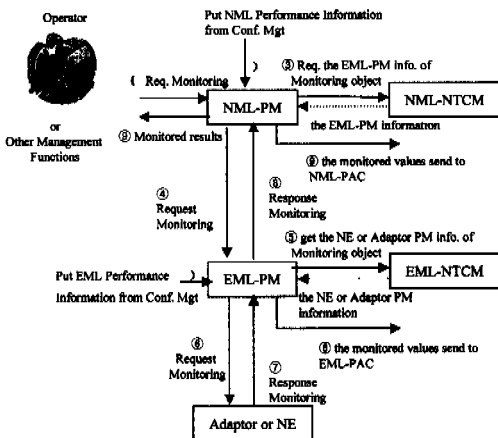 Operator
Put NML Performance Information
from Conf. Mgt
( Req. Monitoring
)
③ Req. the EML-PM info. of
Monitoring object
NML-PM
NML-NTCM
or
Other Management
Functions
Monitored results
the EML-PM information
the monitored values send to
NML-PAC
④
Request
Monitoring
Response
Monitoring
⑤ get the NE or Adaptor PM info. of
Monitoring object
Put EML Performance
Information from Conf. Mgt
)
EML-PM
EML-NTCM
the NE or Adaptor PM
information
the monitored values send to
EML-PAC
⑥
Request
Monitoring
⑦
Response
Monitoring
Adaptor or NE